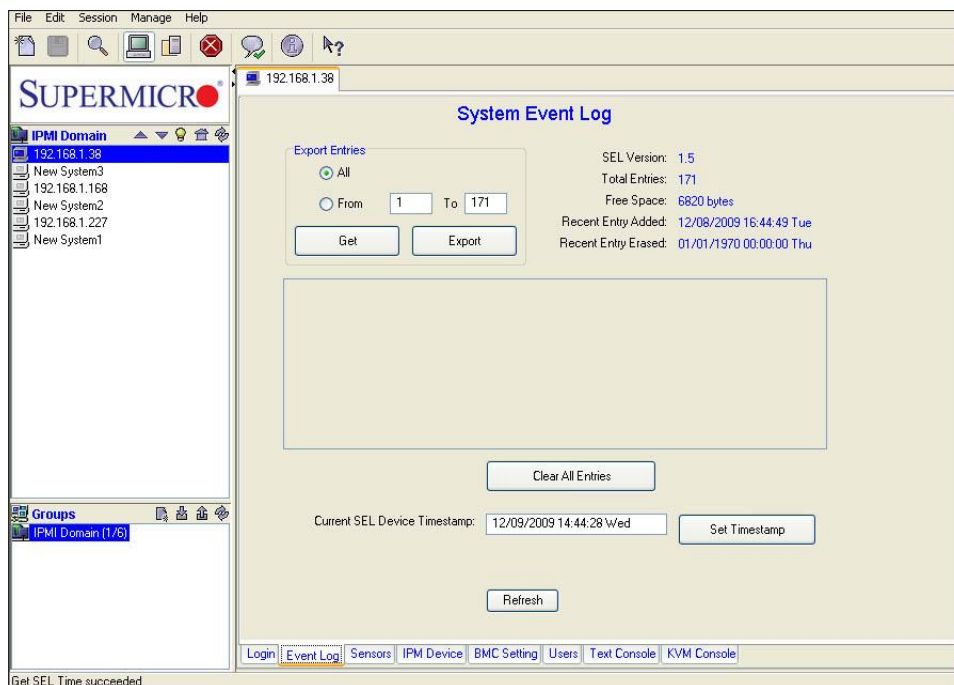 File Edit Session Manage Help
SUPERMICRO
IPMI Domain
192.168.1.38
New System3
192.168.1.168
New System2
192.168.1.227
New System1
Groups
IPMI Domain (1/6)
192.168.1.38
System Event Log
Export Entries
All
From 1 To 171
Get Export
SEL Version: 1.5
Total Entries: 171
Free Space: 6820 bytes
Recent Entry Added: 12/08/2009 16:44:49 Tue
Recent Entry Erased: 01/01/1970 00:00:00 Thu
Clear All Entries
Current SEL Device Timestamp: 12/09/2009 14:44:28 Wed Set Timestamp
Refresh
Login Event Log Sensors IPM Device BMC Setting Users Text Console KVM Console
Get SEL Time succeeded